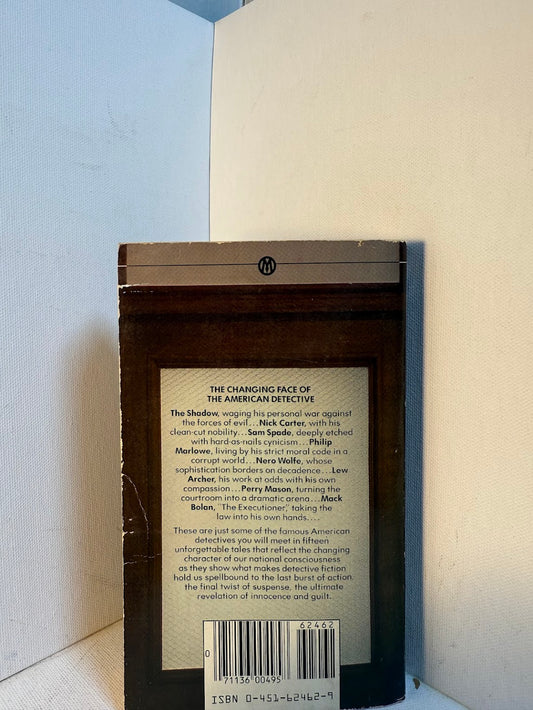 M
THE CHANGING FACE OF
THE AMERICAN DETECTIVE
The Shadow, waging his personal war against
the forces of evil...Nick Carter, with his
clean-cut nobility...Sam Spade, deeply etched
with hard-as-nails cynicism...Philip
Marlowe, living by his strict moral code in a
corrupt world...Nero Wolfe, whose
sophistication borders on decadence...Lew
Archer, his work at odds with his own
compassion...Perry Mason, turning the
courtroom into a dramatic arena...Mack
Bolan, "The Executioner," taking the
law into his own hands....
These are just some of the famous American
detectives you will meet in fifteen
unforgettable tales that reflect the changing
character of our national consciousness
as they show what makes detective fiction
hold us spellbound to the last burst of action,
the final twist of suspense, the ultimate
revelation of innocence and guilt.
62462
0
71136 00495
ISBN 0-451-62462-9